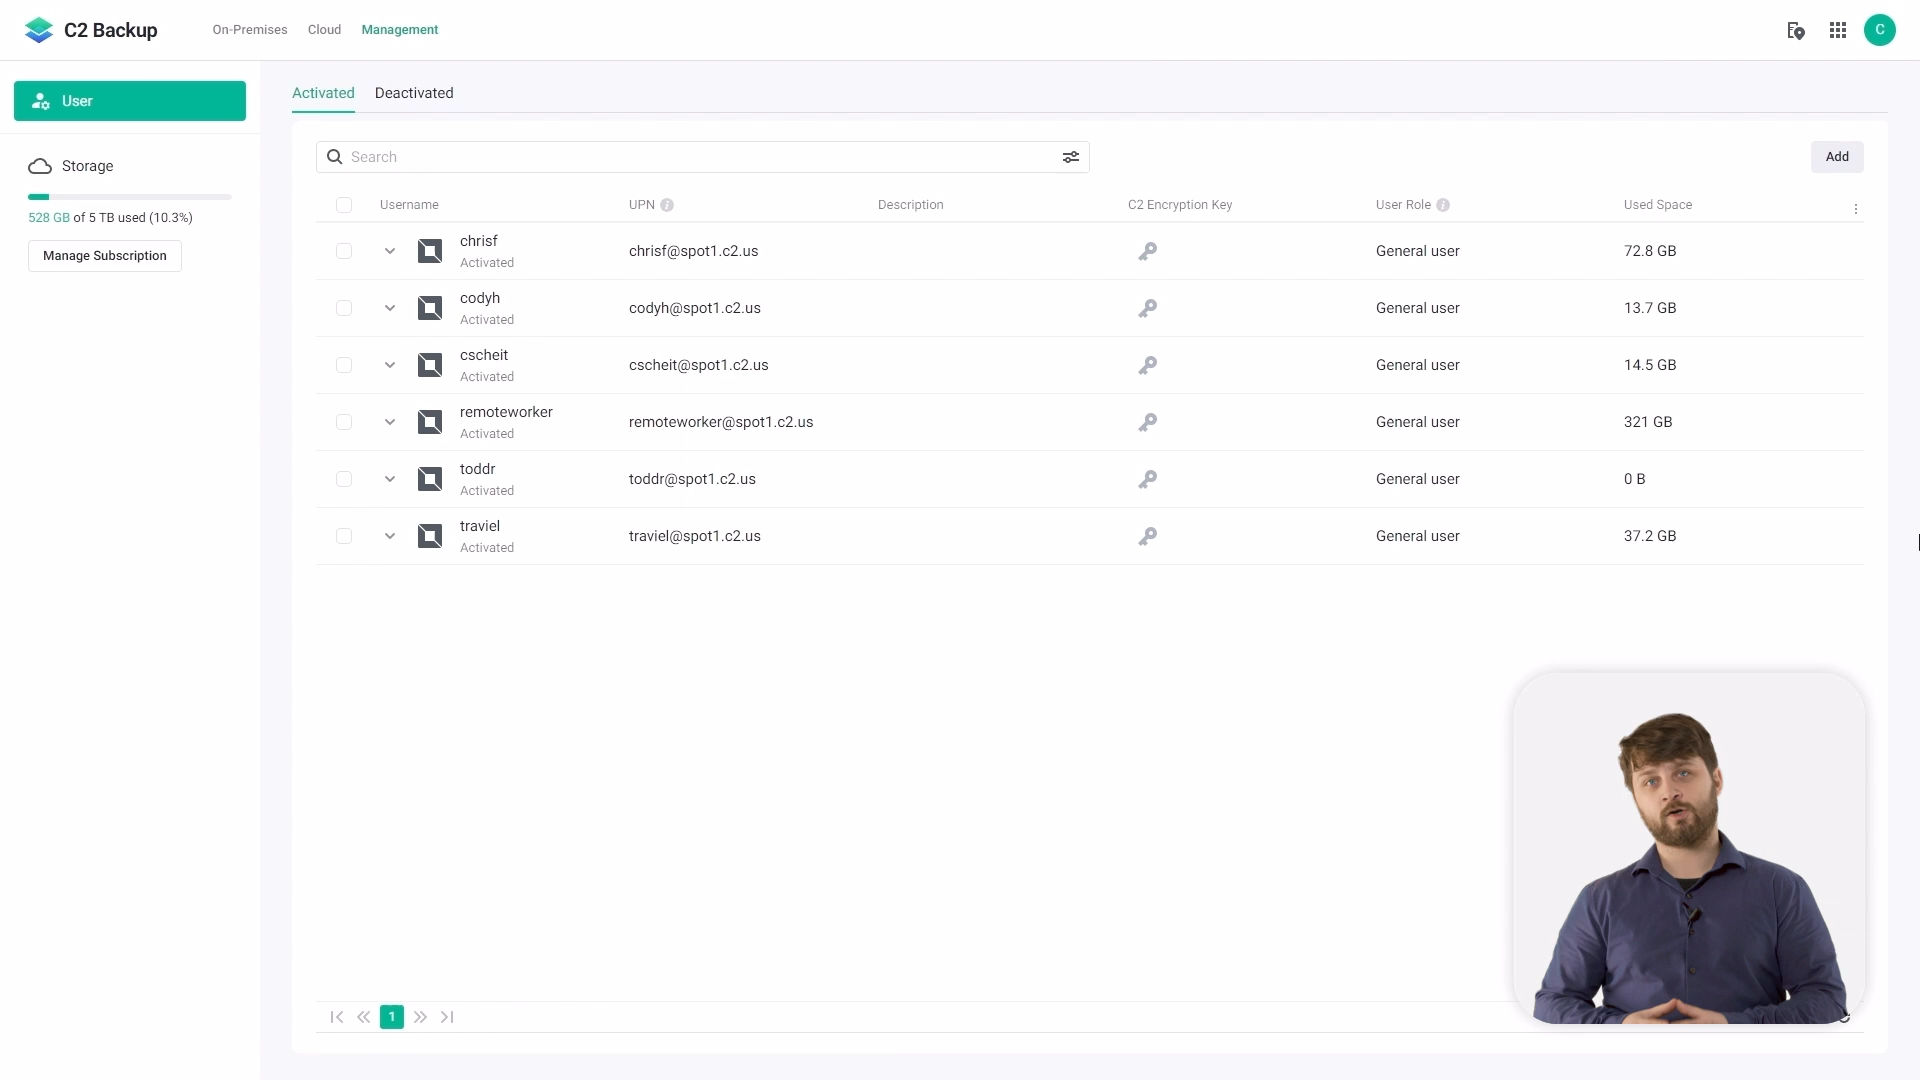 C2 Backup
On-Premises Cloud Management
C
User
Storage
528 GB of 5 TB used (10.3%)
Manage Subscription
Activated Deactivated
Search
Add
Username UPN Description C2 Encryption Key User Role Used Space
chrisf
Activated
chrisf@spot1.c2.us General user 72.8 GB
codyh
Activated
codyh@spot1.c2.us General user 13.7 GB
cscheit
Activated
cscheit@spot1.c2.us General user 14.5 GB
remoteworker
Activated
remoteworker@spot1.c2.us General user 321 GB
toddr
Activated
toddr@spot1.c2.us General user 0 B
traviel
Activated
traviel@spot1.c2.us General user 37.2 GB
1